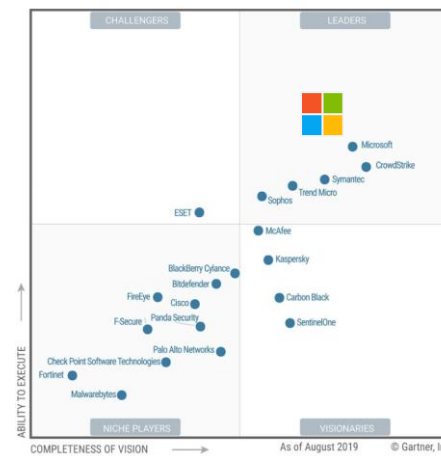 CHALLENGERS
LEADERS
Microsoft
CrowdStrike
Symantec
Trend Micro
Sophos
ESET
McAfee
Kaspersky
BlackBerry Cylance
Bitdefender
FireEye
Cisco
Carbon Black
Panda Security
F-Secure
SentinelOne
Palo Alto Networks
Check Point Software Technologies
Fortinet
Malwarebytes
ABILITY TO EXECUTE
NICHE PLAYERS
VISIONARIES
COMPLETENESS OF VISION
As of August 2019
© Gartner,